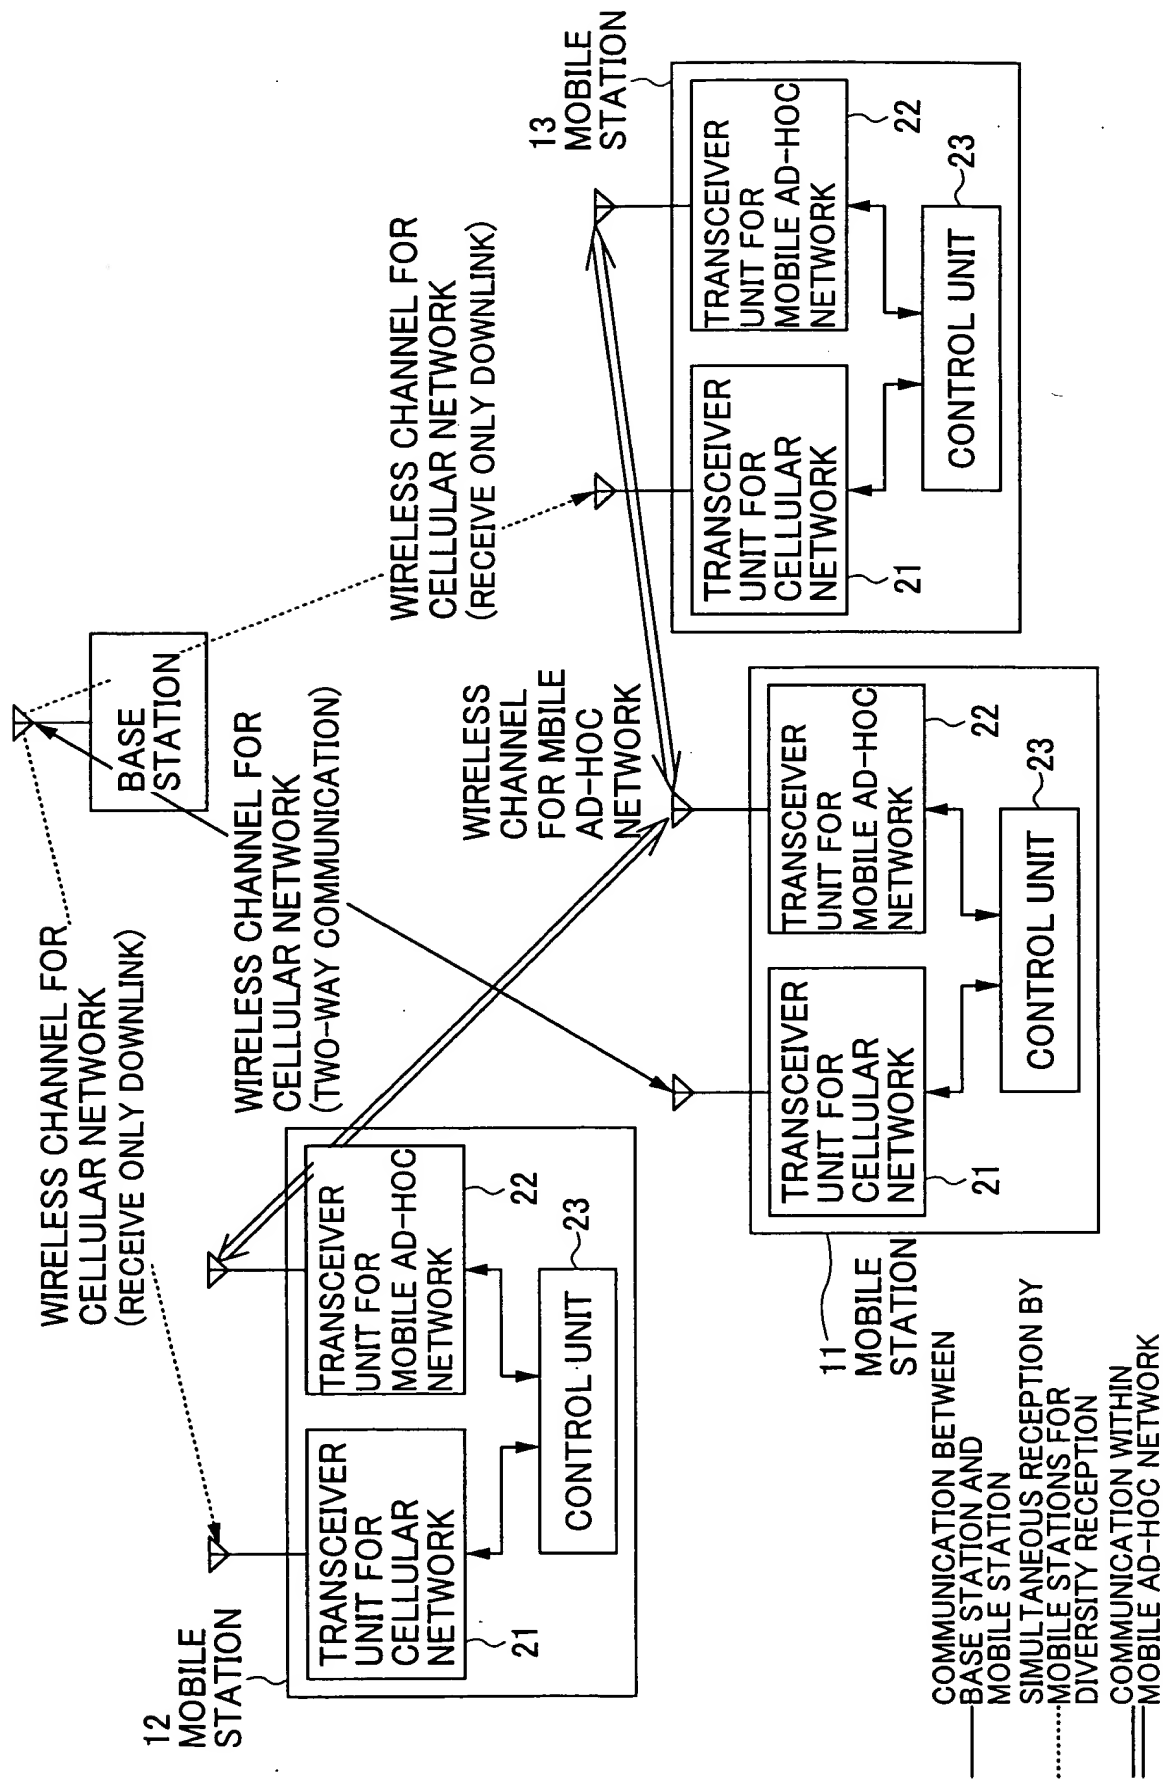 WIRELESS CHANNEL FOR
CELLULAR NETWORK
(RECEIVE ONLY DOWNLINK)
BASE
STATION
WIRELESS CHANNEL FOR
CELLULAR NETWORK
(TWO-WAY COMMUNICATION)
WIRELESS CHANNEL FOR
CELLULAR NETWORK
(RECEIVE ONLY DOWNLINK)
12
MOBILE
STATION
TRANSCEIVER
UNIT FOR
CELLULAR
NETWORK
21
TRANSCEIVER
UNIT FOR
MOBILE AD-HOC
NETWORK
22
CONTROL UNIT
23
WIRELESS
CHANNEL
FOR MBILE
AD-HOC
NETWORK
13
MOBILE
STATION
TRANSCEIVER
UNIT FOR
CELLULAR
NETWORK
21
TRANSCEIVER
UNIT FOR
MOBILE AD-HOC
NETWORK
22
CONTROL UNIT
23
11
MOBILE
STATION
TRANSCEIVER
UNIT FOR
CELLULAR
NETWORK
21
TRANSCEIVER
UNIT FOR
MOBILE AD-HOC
NETWORK
22
CONTROL UNIT
23
COMMUNICATION BETWEEN
BASE STATION AND
MOBILE STATION
SIMULTANEOUS RECEPTION BY
MOBILE STATIONS FOR
DIVERSITY RECEPTION
COMMUNICATION WITHIN
MOBILE AD-HOC NETWORK